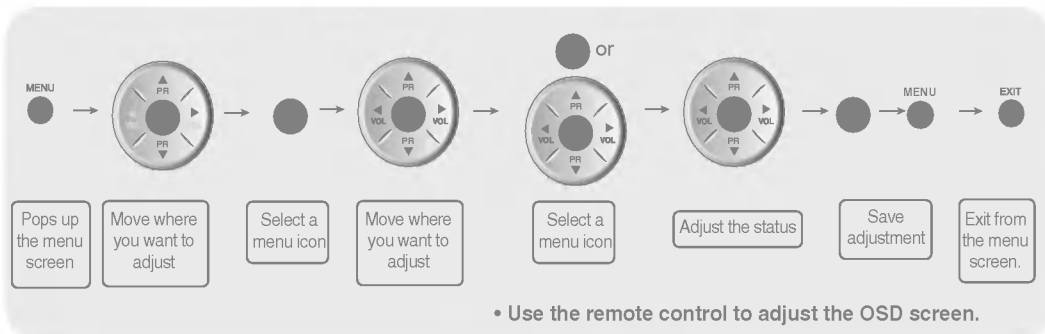 or
MENU
PR
PR
PR
VOL VOL
PR
PR
VOL VOL
PR
PR
VOL VOL
PR
MENU
EXIT
Pops up
the menu
screen
Move where
you want to
adjust
Select a
menu icon
Move where
you want to
adjust
Select a
menu icon
Adjust the status
Save
adjustment
Exit from
the menu
screen.
• Use the remote control to adjust the OSD screen.